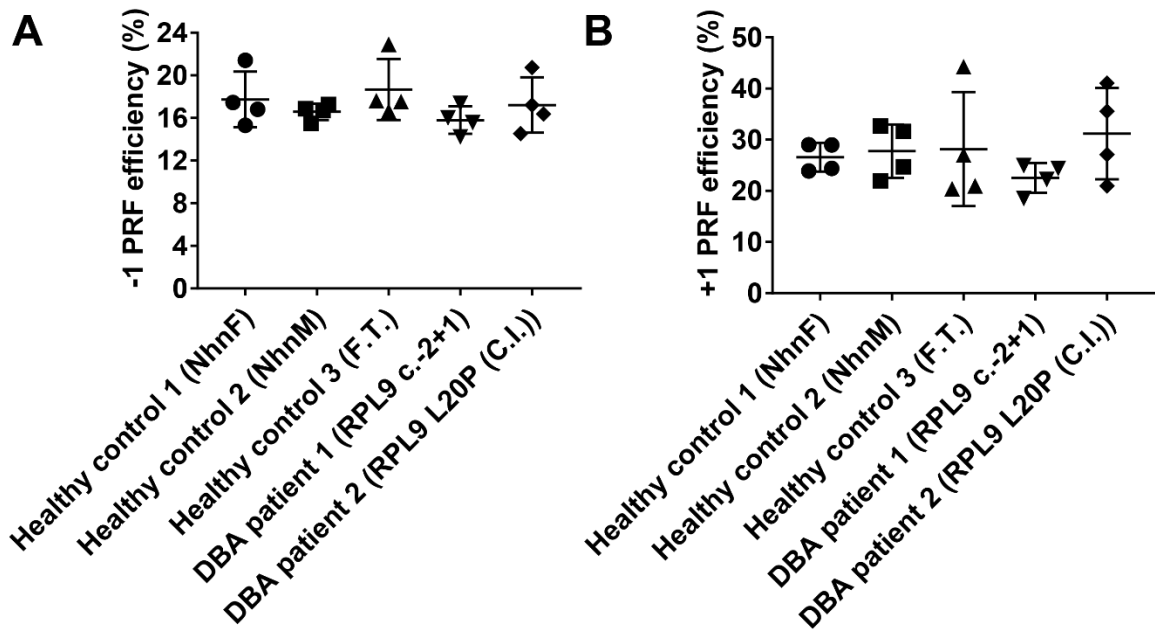 A
-1 PRF efficiency (%)
24
20
16
12
8
4
0
Healthy control 1 (NhnF)
Healthy control 2 (NhnM)
Healthy control 3 (F.T.)
DBA patient 1 (RPL9 c.-2+1)
DBA patient 2 (RPL9 L20P (C.I.))
B
+1 PRF efficiency (%)
50
40
30
20
10
0
Healthy control 1 (NhnF)
Healthy control 2 (NhnM)
Healthy control 3 (F.T.)
DBA patient 1 (RPL9 c.-2+1)
DBA patient 2 (RPL9 L20P (C.I.))